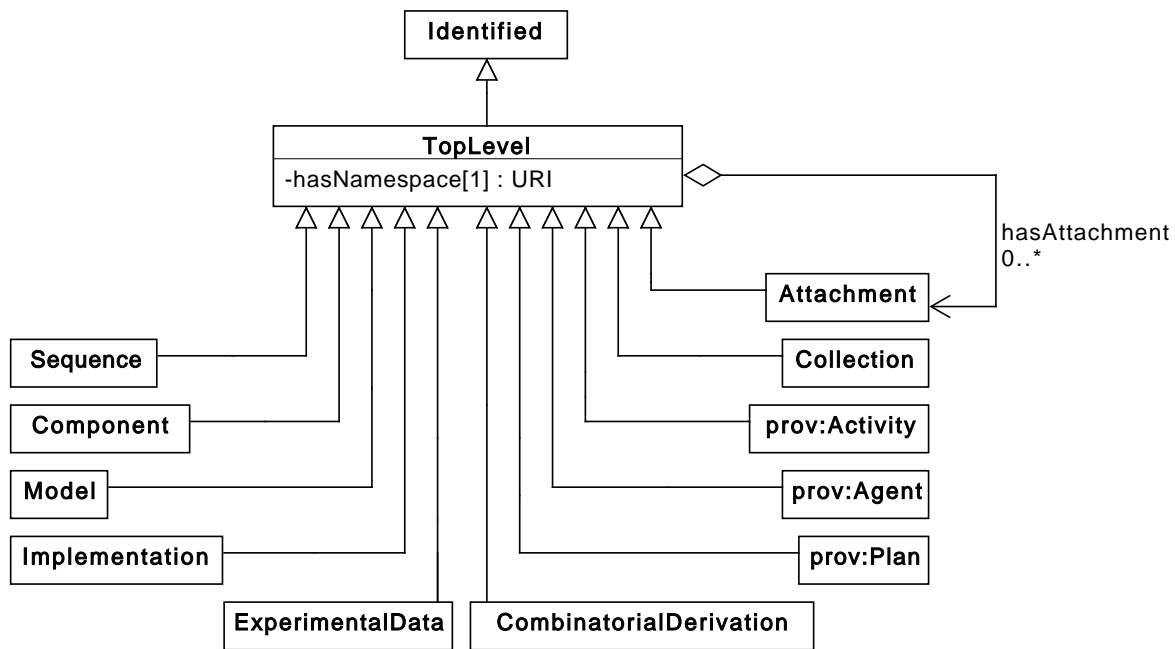 Identified
TopLevel
-hasNamespace[1] : URI
hasAttachment
0..*
Attachment
Sequence
Collection
Component
prov:Activity
Model
prov:Agent
Implementation
prov:Plan
ExperimentalData
CombinatorialDerivation